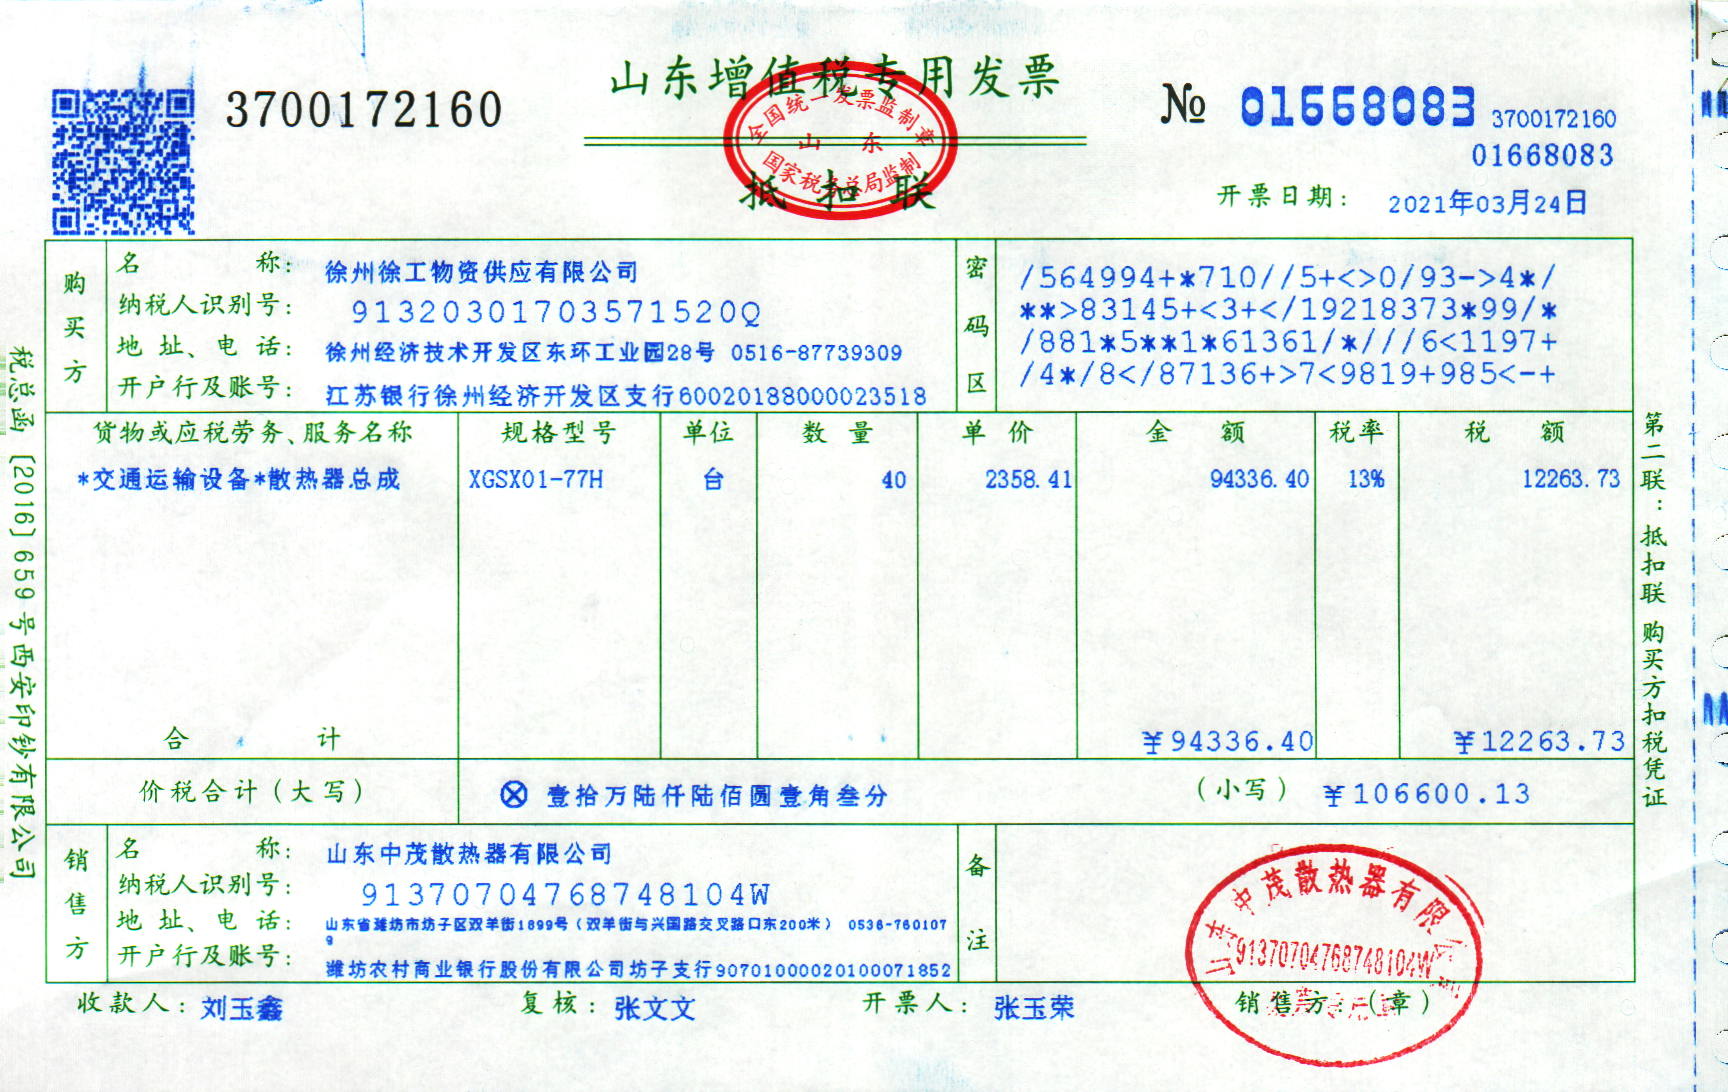 山东增值税专用发票
3700172160
№ 01668083
3700172160
01668083
全国统一发票监制章
山 东
国家税务总局监制
抵扣联
开票日期: 2021年03月24日
购买方
名 称: 徐州徐工物资供应有限公司
纳税人识别号: 91320301703571520Q
地 址、电 话: 徐州经济技术开发区东环工业园28号 0516-87739309
开户行及账号: 江苏银行徐州经济开发区支行60020188000023518
密码区
/564994+*710//5+<>0/93->4*/
**>83145+<3+</19218373*99/*
/881*5**1*61361/*///6<1197+
/4*/8</87136+>7<9819+985<-+
货物或应税劳务、服务名称 规格型号 单位 数 量 单 价 金 额 税率 税 额
*交通运输设备*散热器总成 XGSX01-77H 台 40 2358.41 94336.40 13% 12263.73
合 计 ￥94336.40 ￥12263.73
价税合计(大写) ⊗ 壹拾万陆仟陆佰圆壹角叁分 (小写) ￥106600.13
销售方
名 称: 山东中茂散热器有限公司
纳税人识别号: 91370704768748104W
地 址、电 话: 山东省潍坊市坊子区双羊街1899号(双羊街与兴国路交叉路口东200米) 0536-760107
9
开户行及账号: 潍坊农村商业银行股份有限公司坊子支行9070100002010007​1852
备注
收款人: 刘玉鑫 复核: 张文文 开票人: 张玉荣 销售方:(章)
山东中茂散热器有限公司
91370704768748104W
税总函〔2016〕659号西安印钞有限公司
第二联:抵扣联 购买方扣税凭证